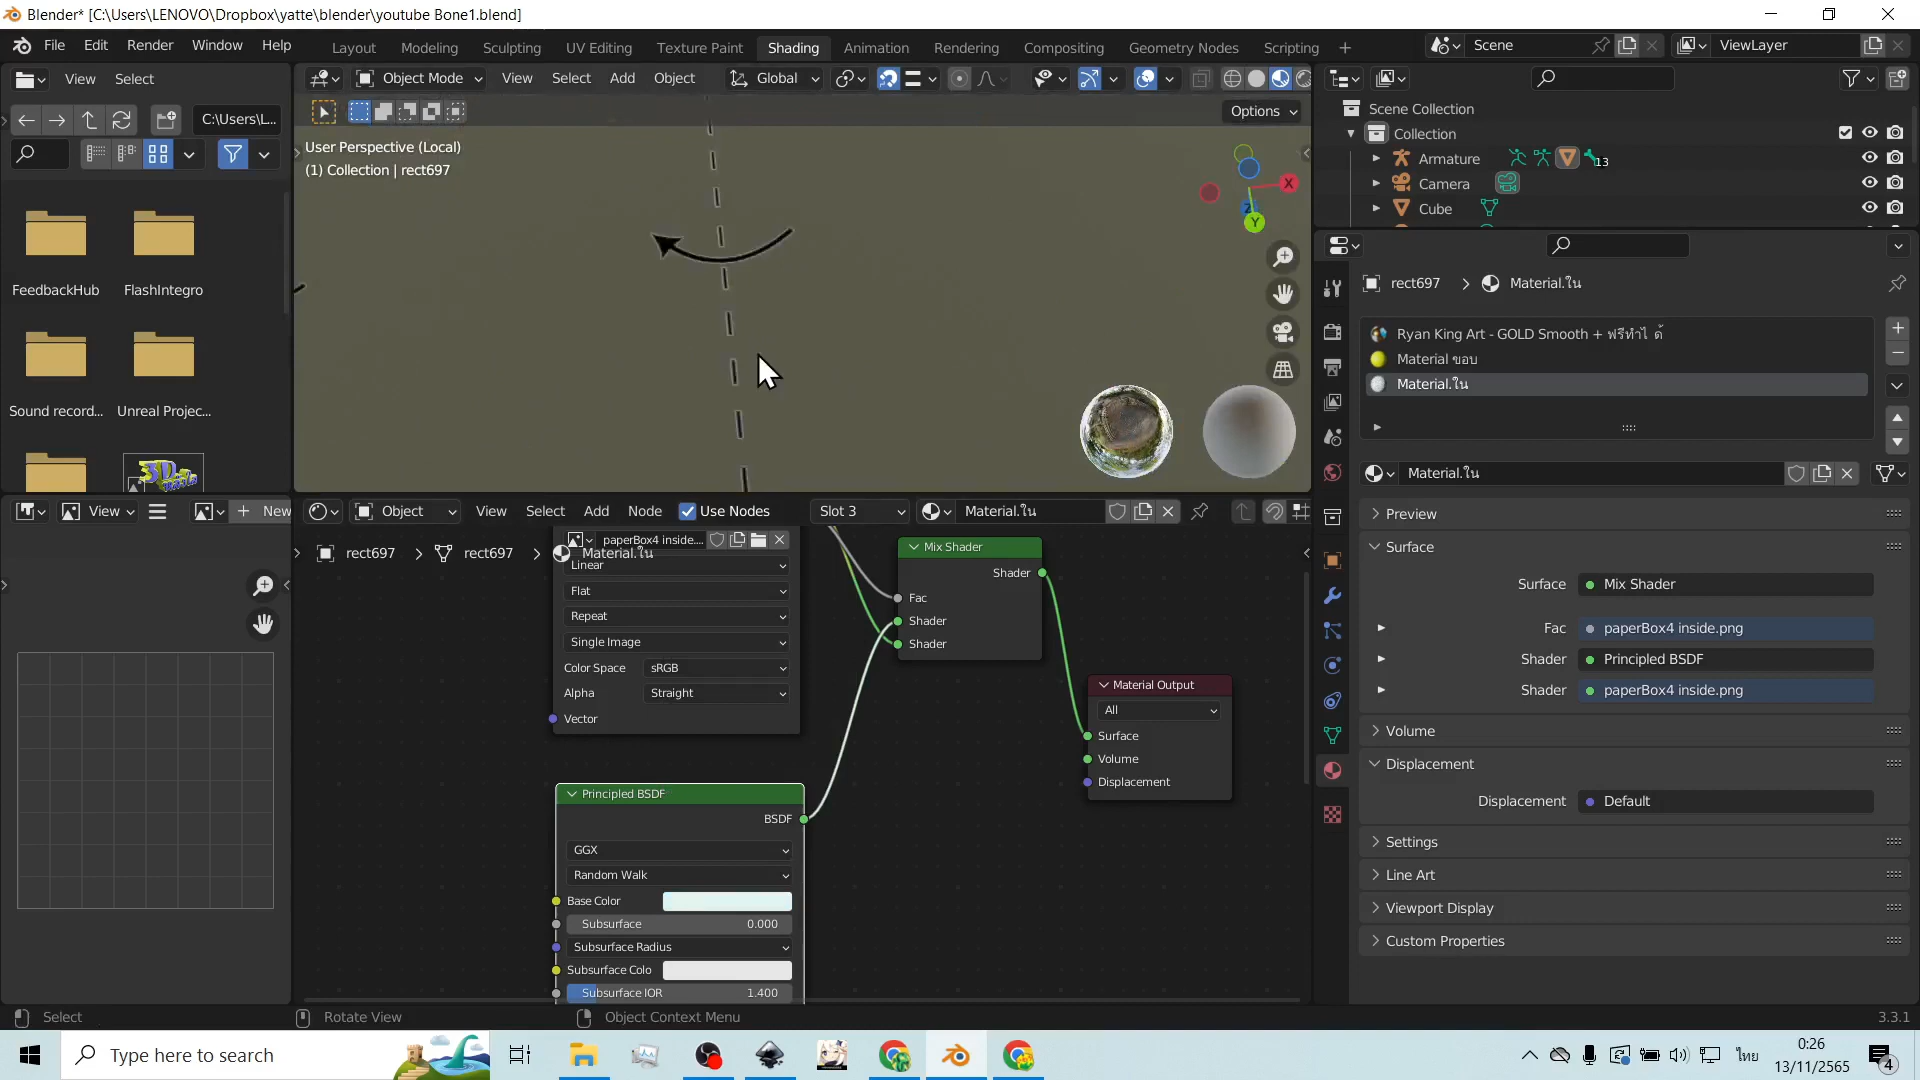 Blender* [C:\Users\LENOVO\Dropbox\yatte\blender\youtube Bone1.blend]
File Edit Render Window Help
Layout Modeling Sculpting UV Editing Texture Paint Shading Animation Rendering Compositing Geometry Nodes Scripting
Scene
ViewLayer
View Select
C:\Users\L...
FeedbackHub FlashIntegro
Sound record... Unreal Projec...
Object Mode View Select Add Object Global
Options
User Perspective (Local)
(1) Collection | rect697
X
Y
Z
Scene Collection
Collection
Armature 13
Camera
Cube
rect697 > Material.ใน
Ryan King Art - GOLD Smooth + ฟรีทำไ ด้
Material ขอบ
Material.ใน
Material.ใน
Preview
Surface
Surface Mix Shader
Fac paperBox4 inside.png
Shader Principled BSDF
Shader paperBox4 inside.png
Volume
Displacement
Displacement Default
Settings
Line Art
Viewport Display
Custom Properties
View New
Object View Select Add Node Use Nodes Slot 3 Material.ใน
rect697 > rect697 > Material.ใน
paperBox4 inside....
Linear
Flat
Repeat
Single Image
Color Space sRGB
Alpha Straight
Vector
Mix Shader
Shader
Fac
Shader
Shader
Material Output
All
Surface
Volume
Displacement
Principled BSDF
BSDF
GGX
Random Walk
Base Color
Subsurface 0.000
Subsurface Radius
Subsurface Colo
Subsurface IOR 1.400
Select Rotate View Object Context Menu 3.3.1
Type here to search
ไทย
0:26
13/11/2565
4